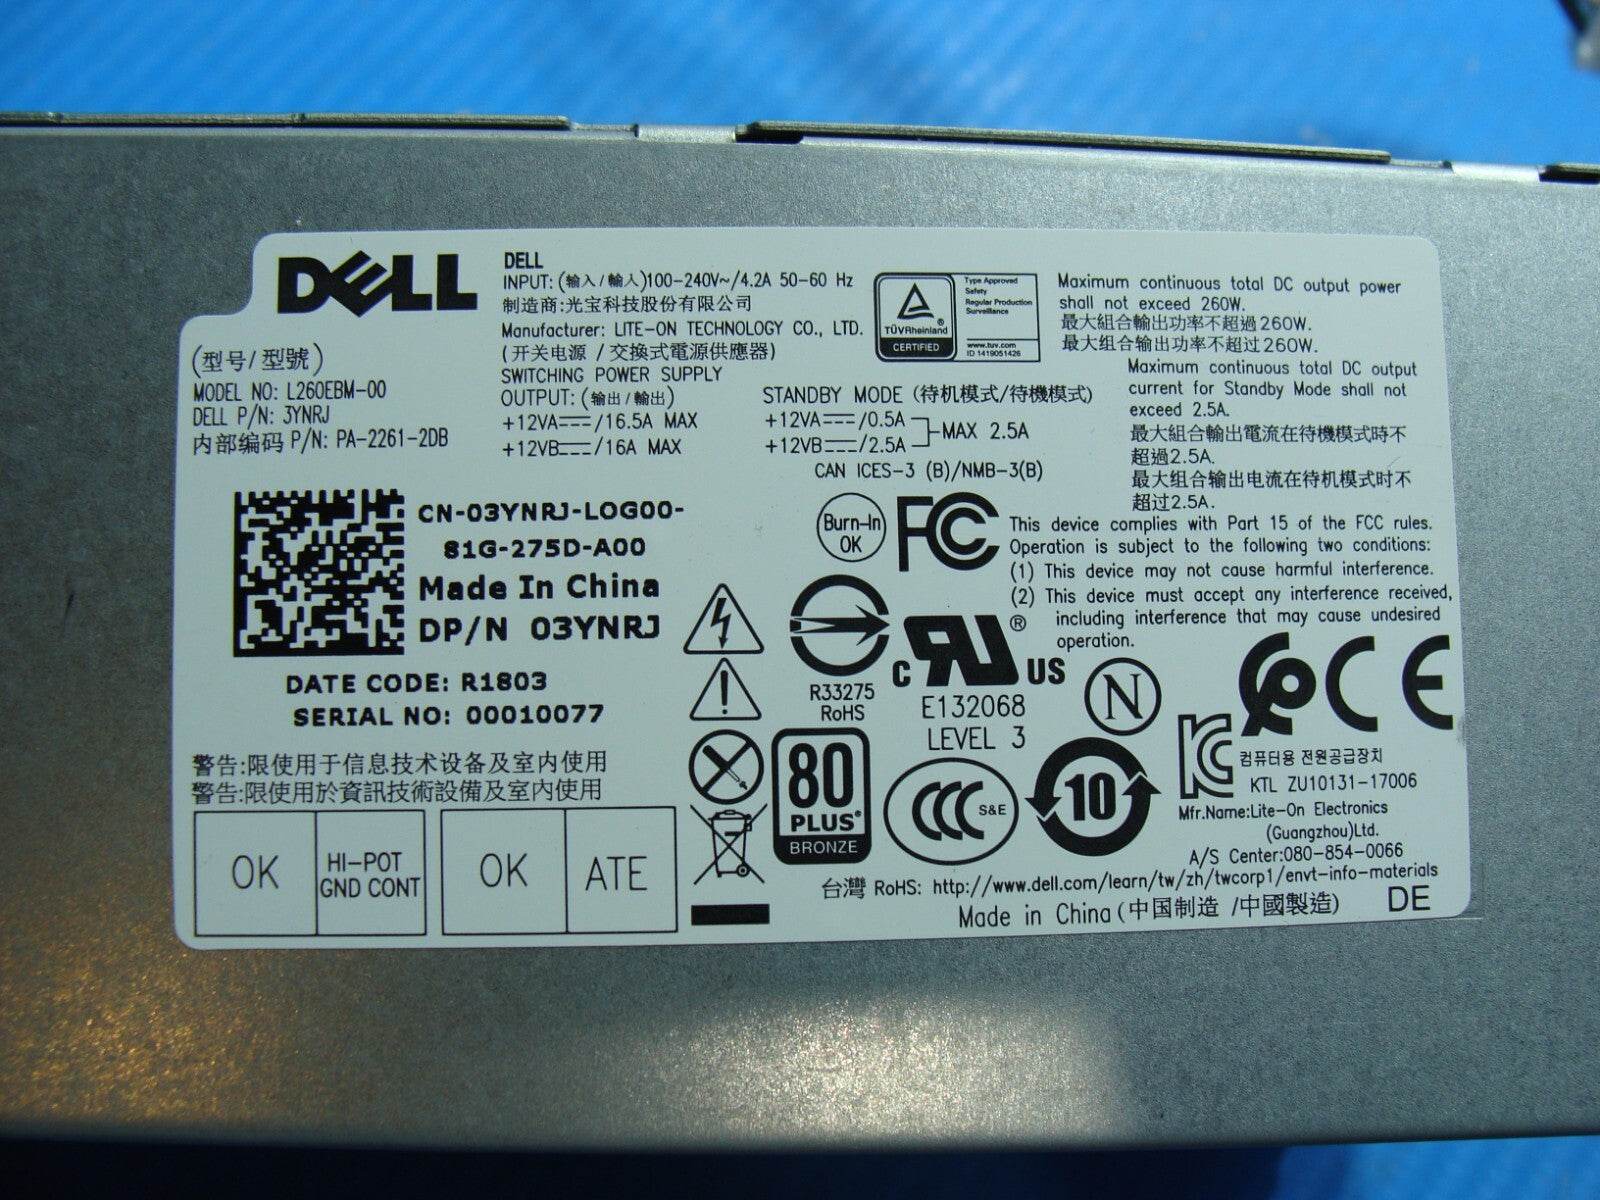 DELL
DELL
INPUT: (输入/輸入)100-240V~/4.2A 50-60 Hz
制造商:光宝科技股份有限公司
Manufacturer: LITE-ON TECHNOLOGY CO., LTD.
(开关电源 / 交換式電源供應器)
SWITCHING POWER SUPPLY
OUTPUT: (输出/輸出)
+12VA⎓/16.5A MAX
+12VB⎓/16A MAX
(型号/型號)
MODEL NO: L260EBM-00
DELL P/N: 3YNRJ
内部编码 P/N: PA-2261-2DB
STANDBY MODE (待机模式/待機模式)
+12VA⎓/0.5A
+12VB⎓/2.5A
MAX 2.5A
CAN ICES-3 (B)/NMB-3(B)
TÜVRheinland®
CERTIFIED
Type Approved
Safety
Regular Production
Surveillance
www.tuv.com
ID 1419051426
Maximum continuous total DC output power
shall not exceed 260W.
最大組合輸出功率不超過260W.
最大组合输出功率不超过260W.
Maximum continuous total DC output
current for Standby Mode shall not
exceed 2.5A.
最大組合輸出電流在待機模式時不
超過2.5A.
最大组合输出电流在待机模式时不
超过2.5A.
CN-03YNRJ-LOG00-
81G-275D-A00
Made In China
DP/N 03YNRJ
DATE CODE: R1803
SERIAL NO: 00010077
Burn-In
OK
FC
This device complies with Part 15 of the FCC rules.
Operation is subject to the following two conditions:
(1) This device may not cause harmful interference.
(2) This device must accept any interference received,
including interference that may cause undesired
operation.
R33275
RoHS
c RU US ®
E132068
LEVEL 3
N
CE
컴퓨터용 전원공급장치
KTL ZU10131-17006
Mfr.Name:Lite-On Electronics
(Guangzhou)Ltd.
A/S Center:080-854-0066
警告:限使用于信息技术设备及室内使用
警告:限使用於資訊技術設備及室內使用
OK
HI-POT
GND CONT
OK
ATE
80
PLUS®
BRONZE
CCC S&E
10
台灣 RoHS: http://www.dell.com/learn/tw/zh/twcorp1/envt-info-materials
Made in China(中国制造 /中國製造)
DE